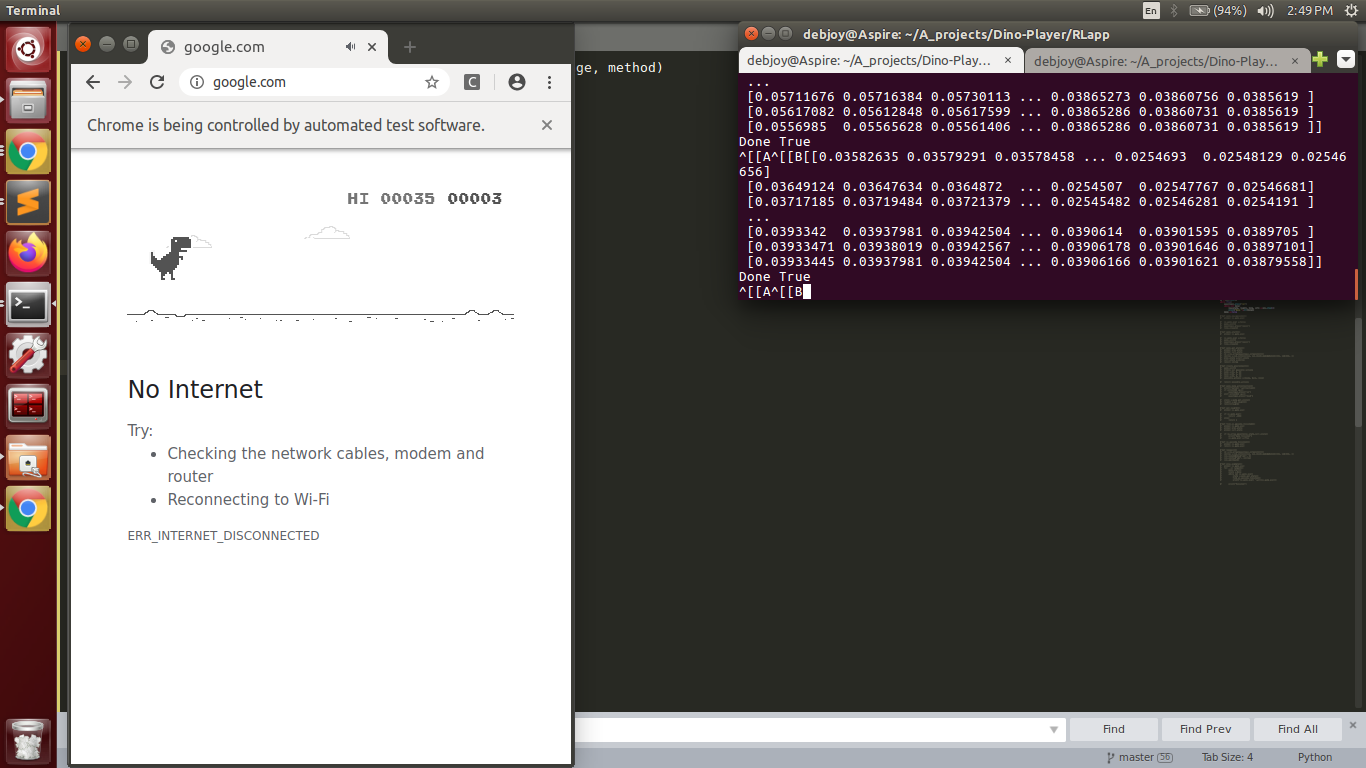 Terminal
En
(94%)
2:49 PM
google.com
google.com
C
Chrome is being controlled by automated test software.
HI 00035 00003
No Internet
Try:
Checking the network cables, modem and
router
Reconnecting to Wi-Fi
ERR_INTERNET_DISCONNECTED
ge, method)
debjoy@Aspire: ~/A_projects/Dino-Player/RLapp
debjoy@Aspire: ~/A_projects/Dino-Play...
debjoy@Aspire: ~/A_projects/Dino-Play...
...
[0.05711676 0.05716384 0.05730113 ... 0.03865273 0.03860756 0.0385619 ]
[0.05617082 0.05612848 0.05617599 ... 0.03865286 0.03860731 0.0385619 ]
[0.0556985  0.05565628 0.05561406 ... 0.03865286 0.03860731 0.0385619 ]]
Done True
^[[A^[[B[[0.03582635 0.03579291 0.03578458 ... 0.0254693  0.02548129 0.02546
656]
[0.03649124 0.03647634 0.0364872  ... 0.0254507  0.02547767 0.02546681]
[0.03717185 0.03719484 0.03721379 ... 0.02545482 0.02546281 0.0254191 ]
...
[0.0393342  0.03937981 0.03942504 ... 0.0390614  0.03901595 0.0389705 ]
[0.03933471 0.03938019 0.03942567 ... 0.03906178 0.03901646 0.03897101]
[0.03933445 0.03937981 0.03942504 ... 0.03906166 0.03901621 0.03879558]]
Done True
^[[A^[[B
Find
Find Prev
Find All
master 56
Tab Size: 4
Python